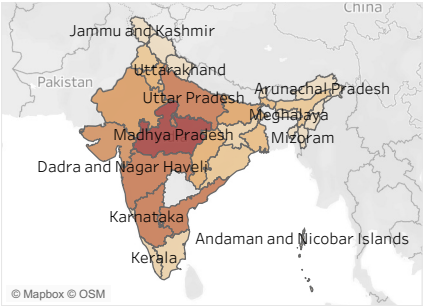 China
Jammu and Kashmir
Pakistan
Uttarakhand
Arunachal Pradesh
Uttar Pradesh
Meghalaya
Madhya Pradesh
Mizoram
Dadra and Nagar Haveli
Karnataka
Andaman and Nicobar Islands
Kerala
© Mapbox © OSM